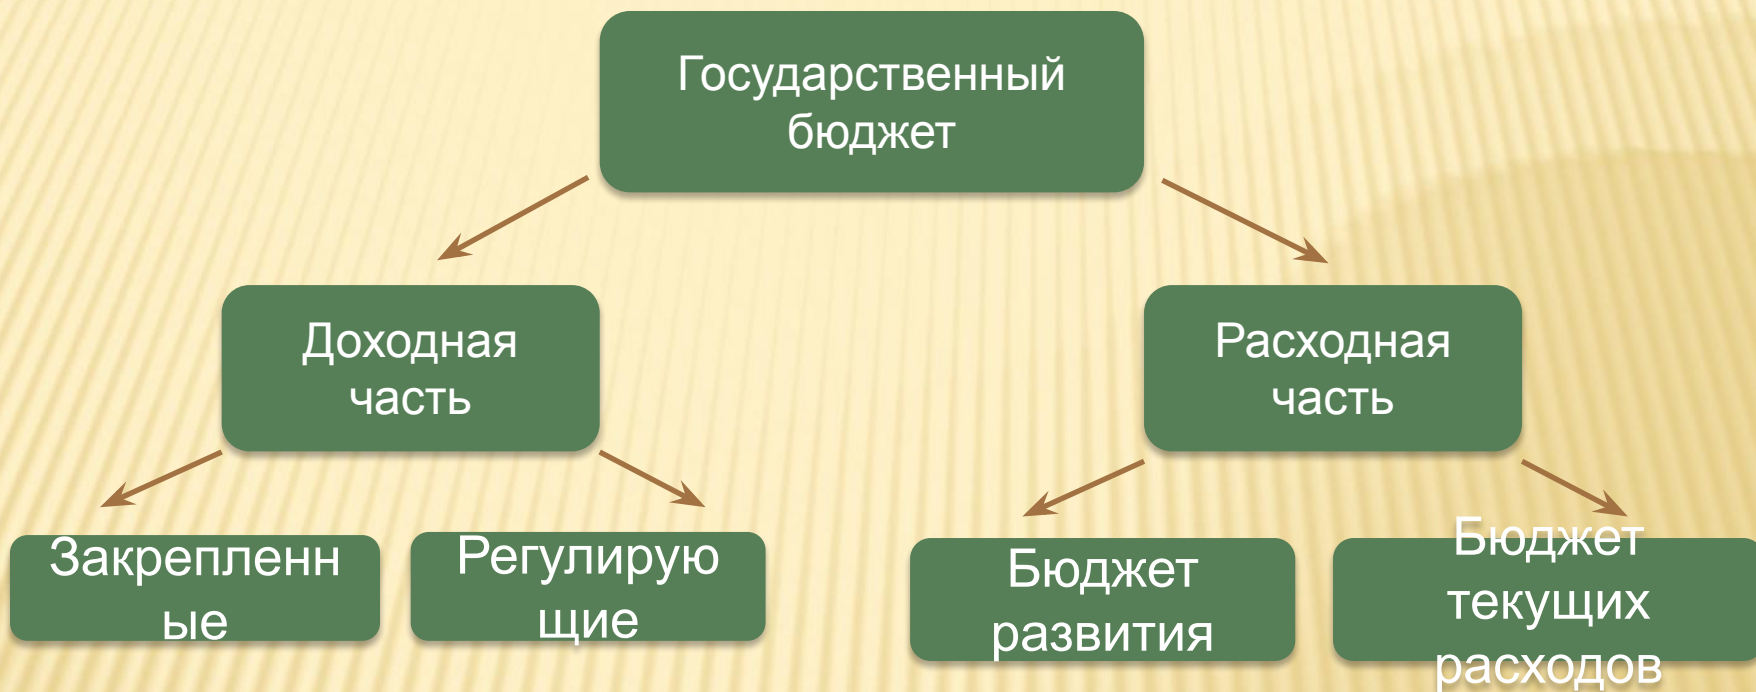 Государственный
бюджет
Доходная
часть
Расходная
часть
Закрепленн
ые
Регулирую
щие
Бюджет
развития
Бюджет
текущих
расходов